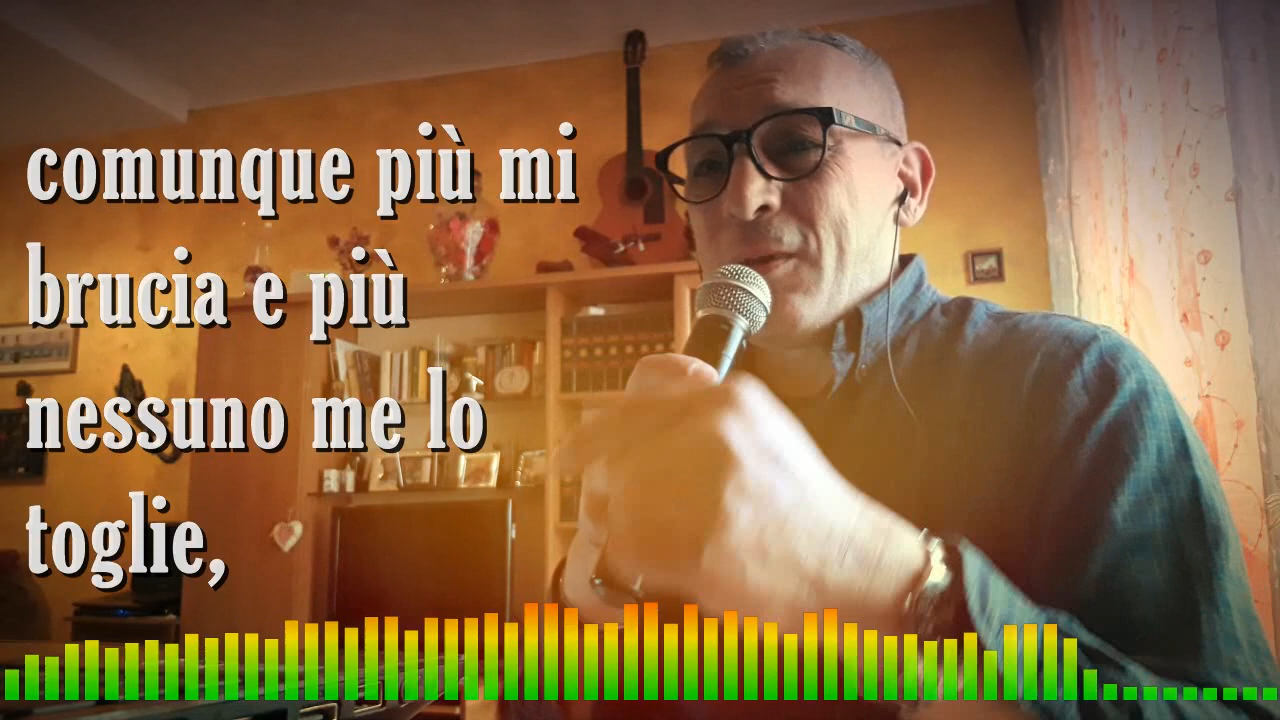 comunque più mi
brucia e più
nessuno me lo
toglie,